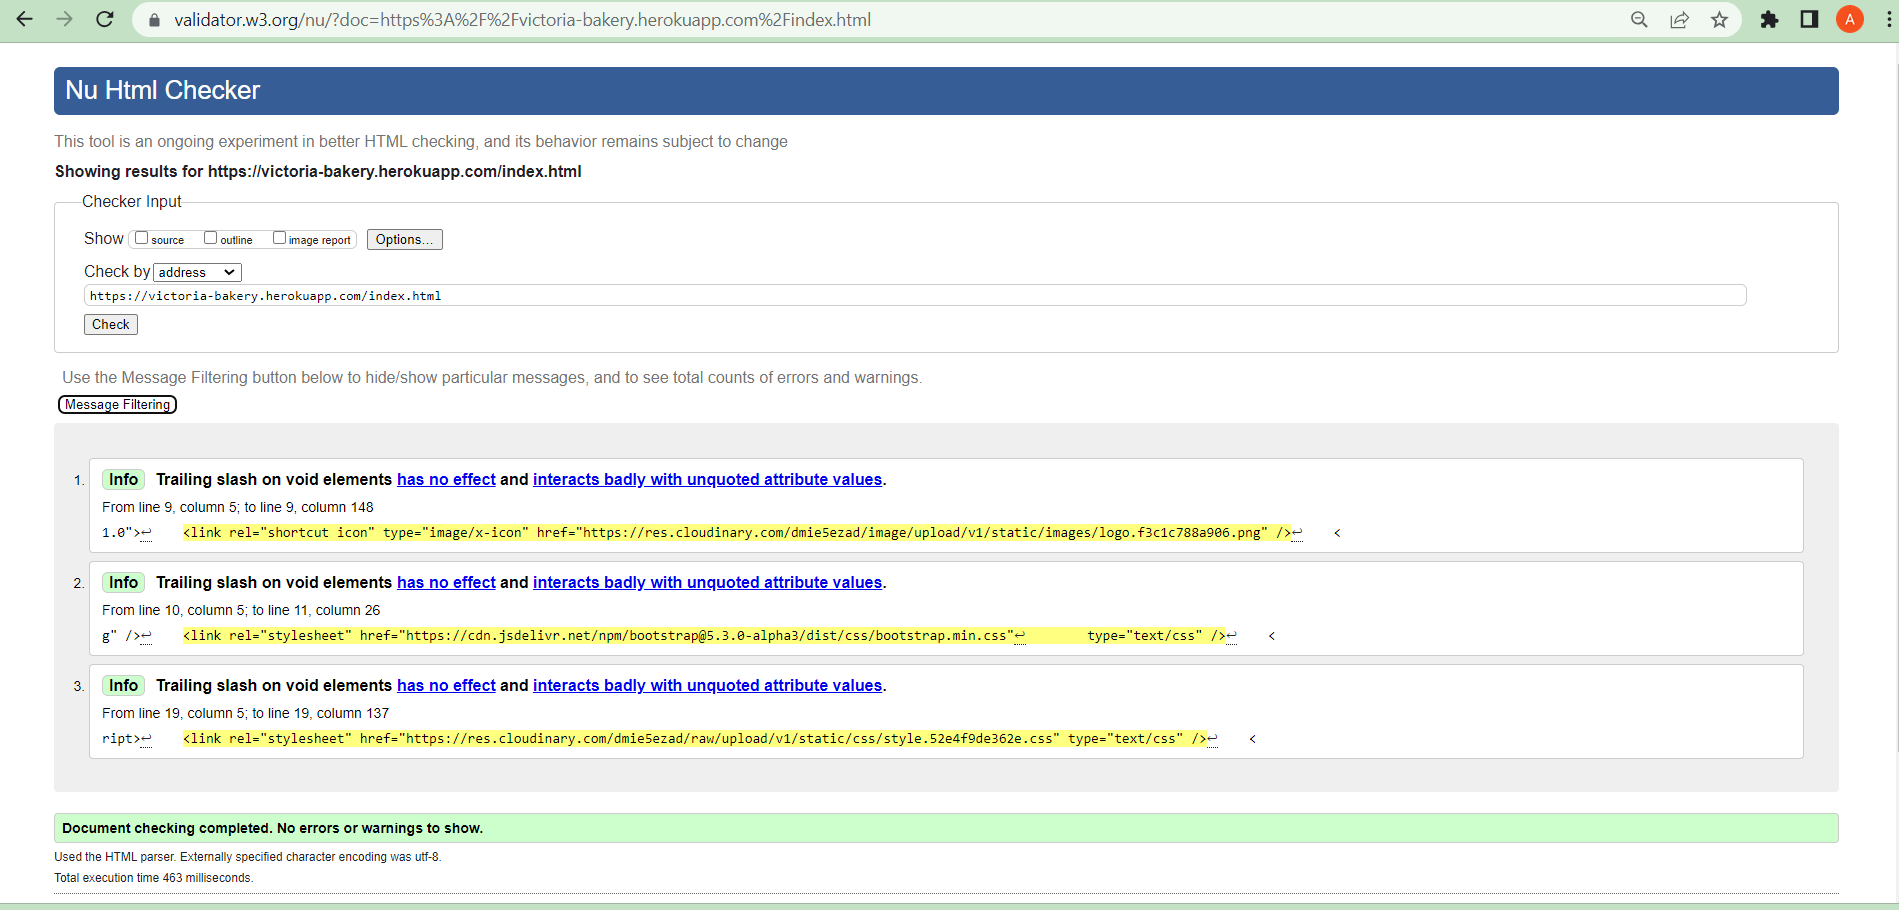 validator.w3.org/nu/?doc=https%3A%2F%2Fvictoria-bakery.herokuapp.com%2Findex.html
A
Nu Html Checker
This tool is an ongoing experiment in better HTML checking, and its behavior remains subject to change
Showing results for https://victoria-bakery.herokuapp.com/index.html
Checker Input
Show source outline image report Options...
Check by address
https://victoria-bakery.herokuapp.com/index.html
Check
Use the Message Filtering button below to hide/show particular messages, and to see total counts of errors and warnings.
Message Filtering
1. Info Trailing slash on void elements has no effect and interacts badly with unquoted attribute values.
From line 9, column 5; to line 9, column 148
1.0">↩ <link rel="shortcut icon" type="image/x-icon" href="https://res.cloudinary.com/dmie5ezad/image/upload/v1/static/images/logo.f3c1c788a906.png" />↩ <
2. Info Trailing slash on void elements has no effect and interacts badly with unquoted attribute values.
From line 10, column 5; to line 11, column 26
g" />↩ <link rel="stylesheet" href="https://cdn.jsdelivr.net/npm/bootstrap@5.3.0-alpha3/dist/css/bootstrap.min.css"↩ type="text/css" />↩ <
3. Info Trailing slash on void elements has no effect and interacts badly with unquoted attribute values.
From line 19, column 5; to line 19, column 137
ript>↩ <link rel="stylesheet" href="https://res.cloudinary.com/dmie5ezad/raw/upload/v1/static/css/style.52e4f9de362e.css" type="text/css" />↩ <
Document checking completed. No errors or warnings to show.
Used the HTML parser. Externally specified character encoding was utf-8.
Total execution time 463 milliseconds.